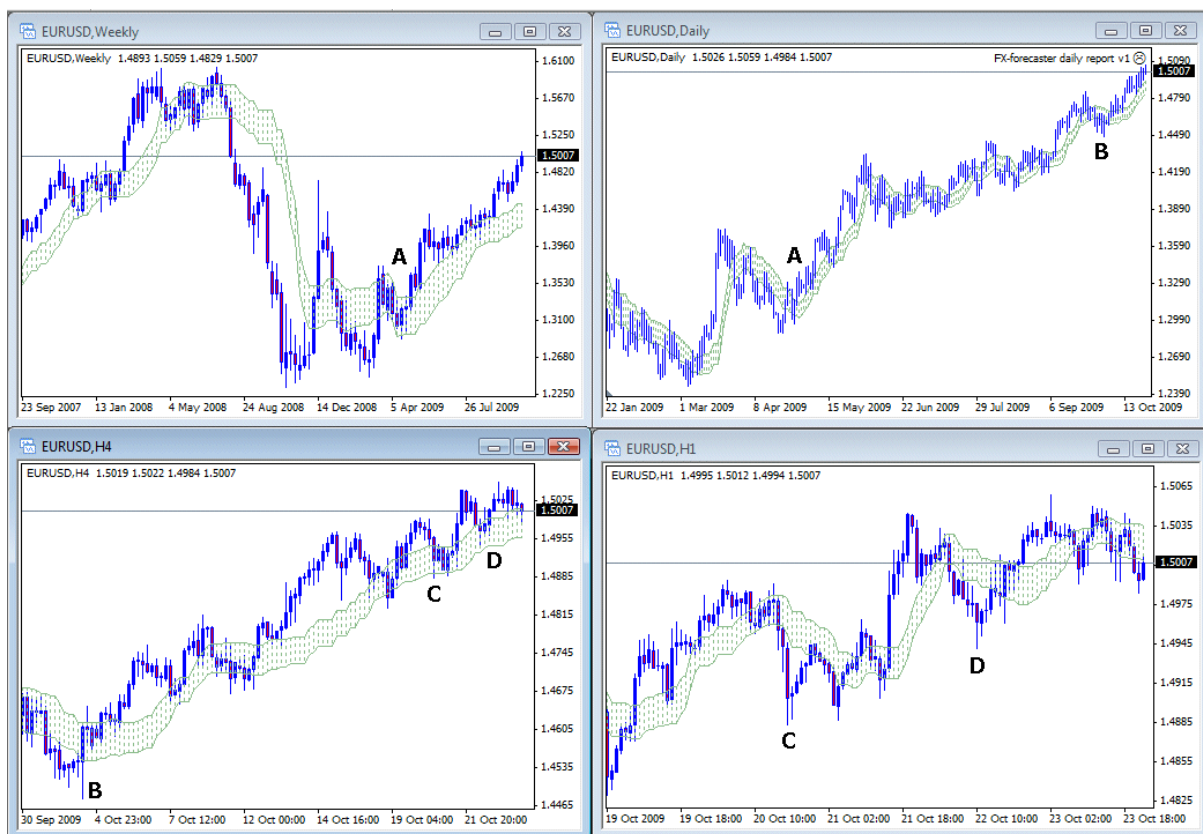 EURUSD,Weekly
EURUSD,Weekly 1.4893 1.5059 1.4829 1.5007
1.6100
1.5670
1.5250
1.5007
1.4820
1.4390
1.3960
1.3530
1.3100
1.2680
1.2250
A
23 Sep 2007 13 Jan 2008 4 May 2008 24 Aug 2008 14 Dec 2008 5 Apr 2009 26 Jul 2009
EURUSD,Daily
EURUSD,Daily 1.5026 1.5059 1.4984 1.5007 FX-forecaster daily report v1
1.5090
1.5007
1.4790
1.4490
1.4190
1.3890
1.3590
1.3290
1.2990
1.2690
1.2390
B
A
22 Jan 2009 1 Mar 2009 8 Apr 2009 15 May 2009 22 Jun 2009 29 Jul 2009 6 Sep 2009 13 Oct 2009
EURUSD,H4
EURUSD,H4 1.5019 1.5022 1.4984 1.5007
1.5025
1.5007
1.4955
1.4885
1.4815
1.4745
1.4675
1.4605
1.4535
1.4465
D
C
B
30 Sep 2009 4 Oct 23:00 7 Oct 12:00 12 Oct 00:00 14 Oct 16:00 19 Oct 04:00 21 Oct 20:00
EURUSD,H1
EURUSD,H1 1.4995 1.5012 1.4994 1.5007
1.5065
1.5035
1.5007
1.4975
1.4945
1.4915
1.4885
1.4855
1.4825
D
C
19 Oct 2009 19 Oct 18:00 20 Oct 10:00 21 Oct 02:00 21 Oct 18:00 22 Oct 10:00 23 Oct 02:00 23 Oct 18:00